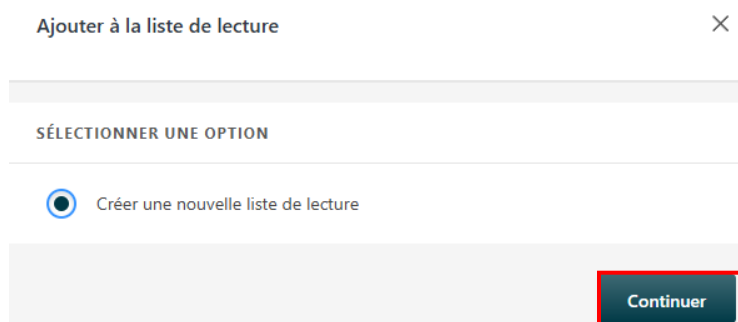 Ajouter à la liste de lecture
SÉLECTIONNER UNE OPTION
Créer une nouvelle liste de lecture
Continuer